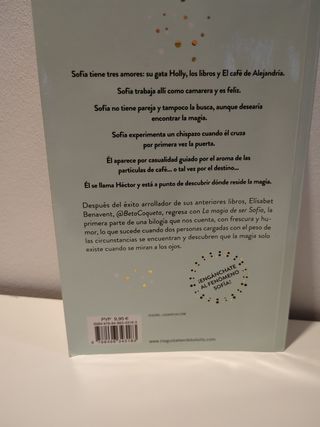 Sofía tiene tres amores: su gata Holly, los libros y El café de Alejandría.
Sofía trabaja allí como camarera y es feliz.
Sofía no tiene pareja y tampoco la busca, aunque desearía
encontrar la magia.
Sofía experimenta un chispazo cuando él cruza
por primera vez la puerta.
Él aparece por casualidad guiado por el aroma de las
partículas de café... o tal vez del destino...
Él se llama Héctor y está a punto de descubrir dónde reside la magia.
Después del éxito arrollador de sus anteriores libros, Elísabet
Benavent, @BetaCoqueta, regresa con La magia de ser Sofía, la
primera parte de una bilogía que nos cuenta, con frescura y hu-
mor, lo que sucede cuando dos personas cargadas con el peso de
las circunstancias se encuentran y descubren que la magia solo
existe cuando se miran a los ojos.
¡ENGÁNCHATE
AL FENÓMENO
SOFÍA!
PVP 9,95 €